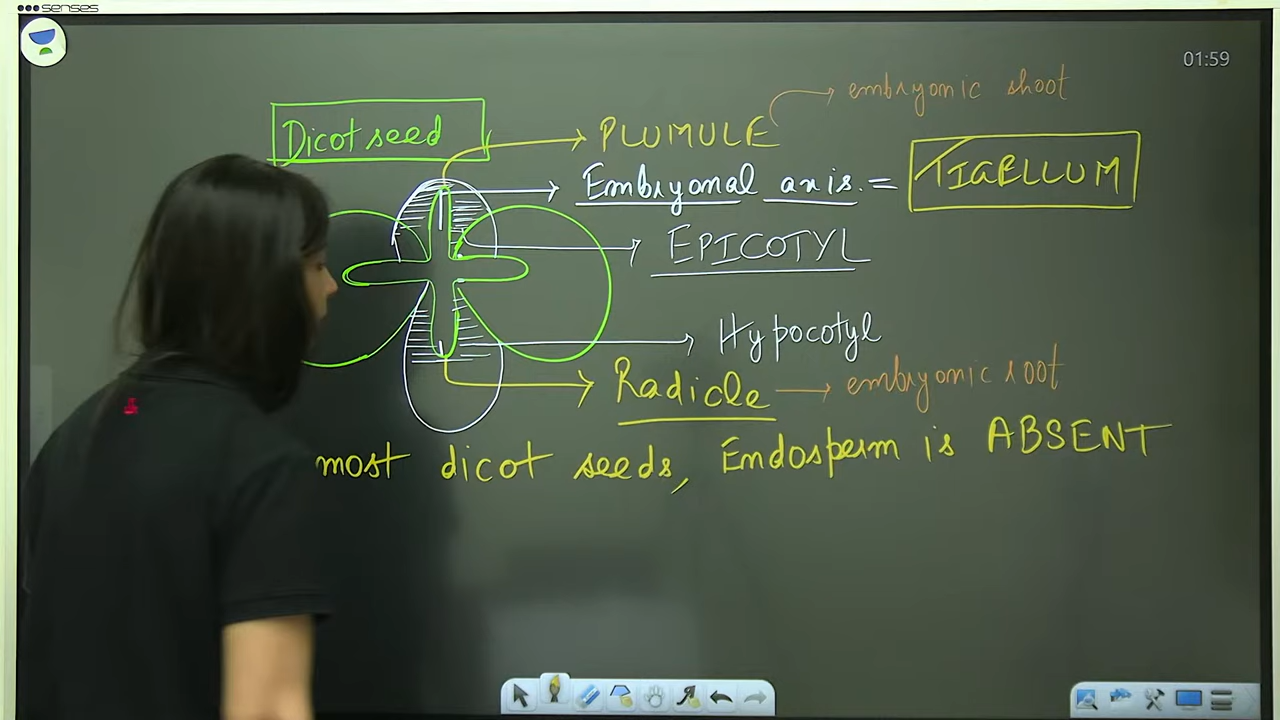 senses
01:59
embryonic shoot
Dicot seed
PLUMULE
Embryonal axis. = TIGELLUM
EPICOTYL
Hypocotyl
Radicle → embryonic root
most dicot seeds, Endosperm is ABSENT